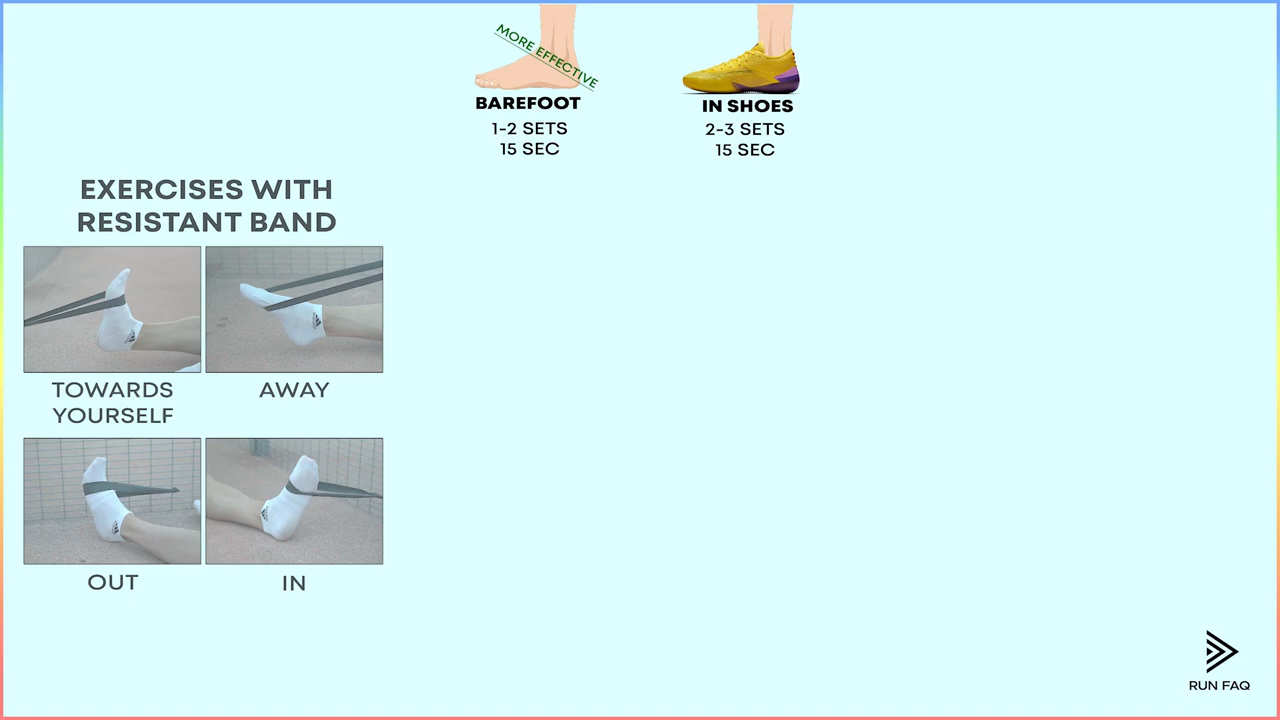 MORE EFFECTIVE
BAREFOOT
1-2 SETS
15 SEC
IN SHOES
2-3 SETS
15 SEC
EXERCISES WITH
RESISTANT BAND
TOWARDS
YOURSELF
AWAY
OUT
IN
RUN FAQ